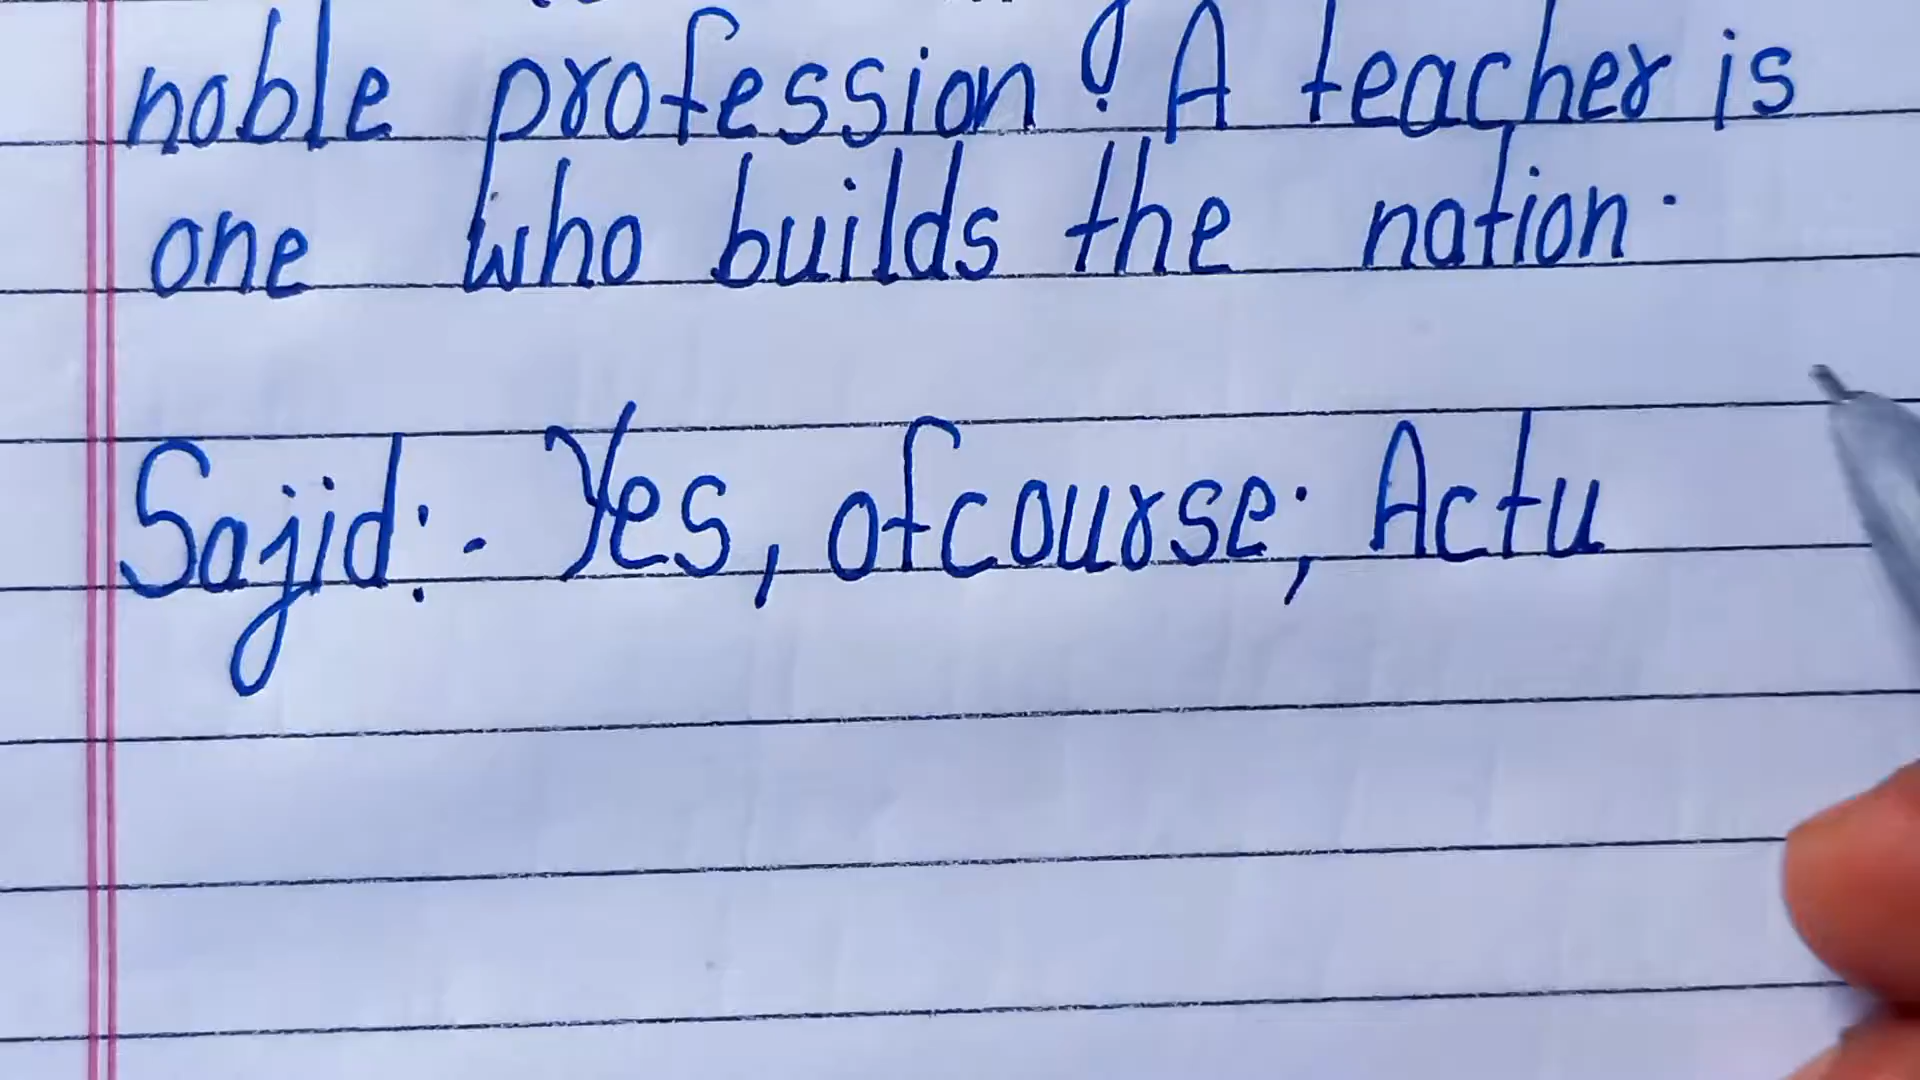 noble profession! A teacher is
one who builds the nation.
Sajid:- Yes, ofcourse; Actu